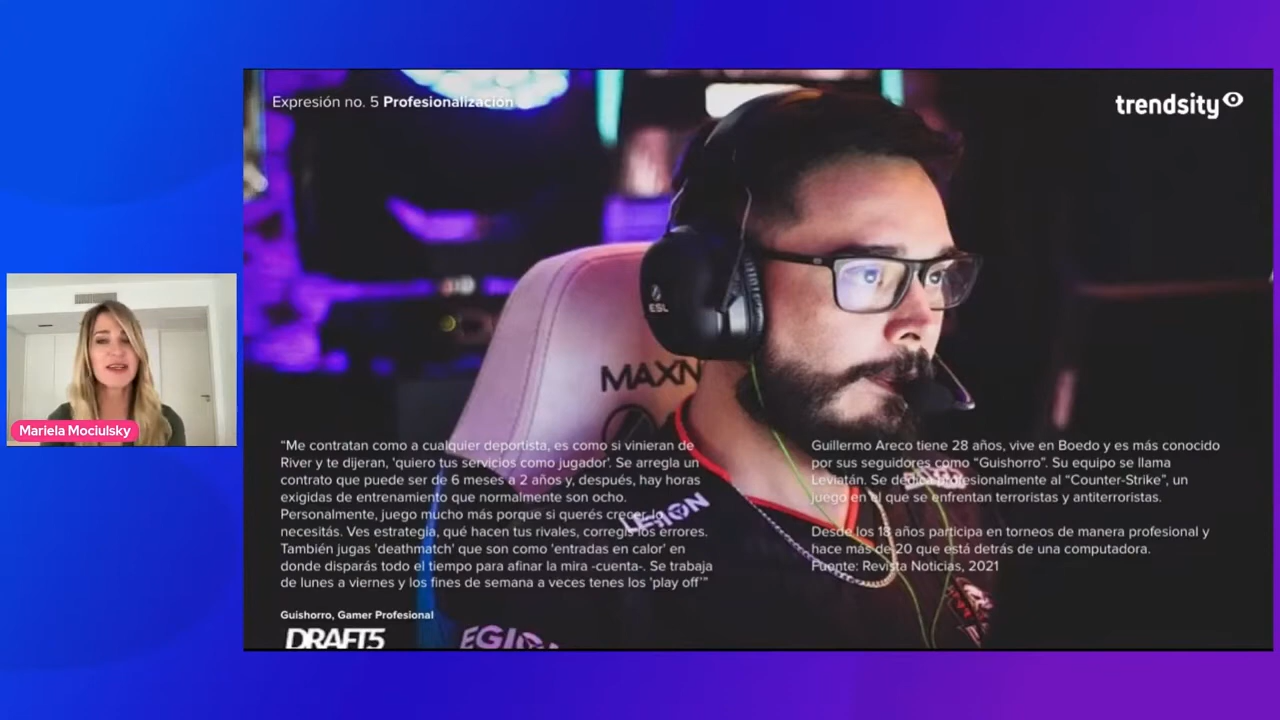 Expresión no. 5 Profesionalización
trendsity
ESL
MAXN
Mariela Mociulsky
“Me contratan como a cualquier deportista, es como si vinieran de
River y te dijeran, 'quiero tus servicios como jugador'. Se arregla un
contrato que puede ser de 6 meses a 2 años y, después, hay horas
exigidas de entrenamiento que normalmente son ocho.
Personalmente, juego mucho más porque si querés crecer lo
necesitás. Ves estrategia, qué hacen tus rivales, corregís los errores.
También jugas 'deathmatch' que son como 'entradas en calor' en
donde disparás todo el tiempo para afinar la mira -cuenta-. Se trabaja
de lunes a viernes y los fines de semana a veces tenes los 'play off'”
Guishorro, Gamer Profesional
DRAFT5
LEGION
EGION
Guillermo Areco tiene 28 años, vive en Boedo y es más conocido
por sus seguidores como “Guishorro”. Su equipo se llama
Leviatán. Se dedica profesionalmente al “Counter-Strike”, un
juego en el que se enfrentan terroristas y antiterroristas.
Desde los 18 años participa en torneos de manera profesional y
hace más de 20 que está detrás de una computadora.
Fuente: Revista Noticias, 2021